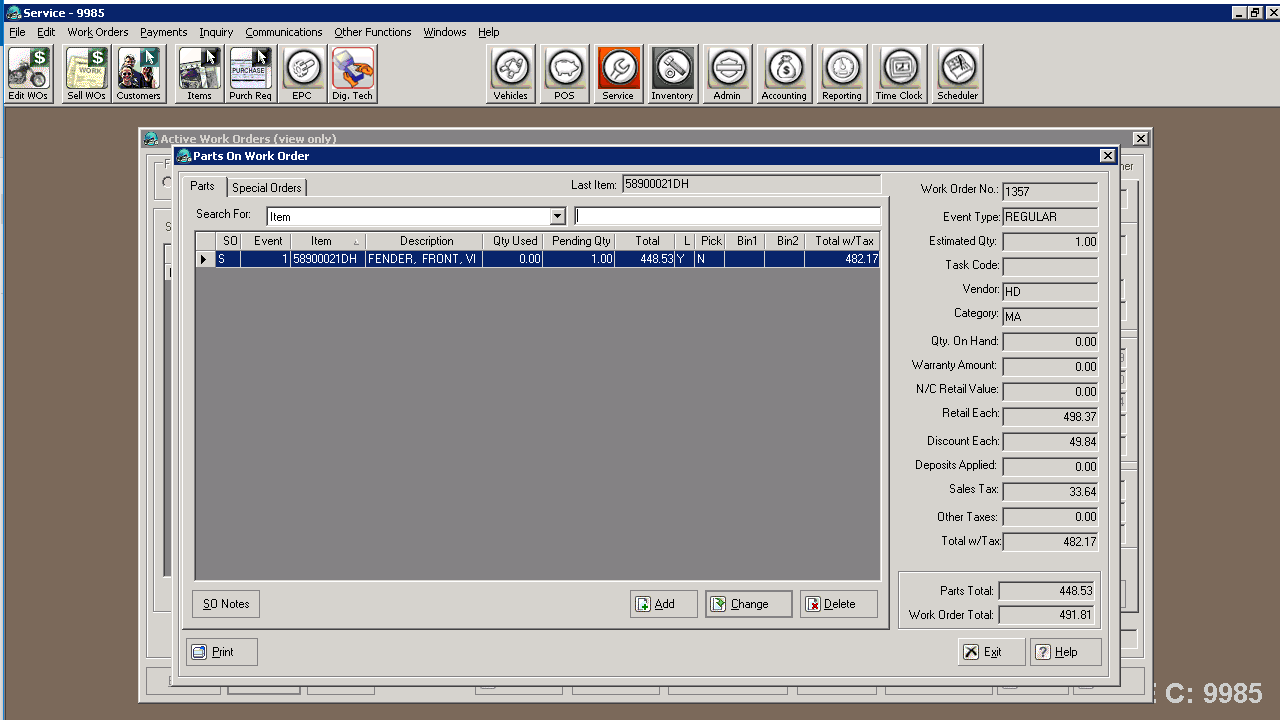 Service - 9985
File Edit Work Orders Payments Inquiry Communications Other Functions Windows Help
Edit WOs Sell WOs Customers Items Purch Req EPC Dig. Tech Vehicles POS Service Inventory Admin Accounting Reporting Time Clock Scheduler
Active Work Orders (view only)
Parts On Work Order
Parts Special Orders Last Item: 58900021DH
Search For: Item
SO Event Item Description Qty Used Pending Qty Total L Pick Bin1 Bin2 Total w/Tax
S 1 58900021DH FENDER, FRONT, VI 0.00 1.00 448.53 Y N 482.17
Work Order No.: 1357
Event Type: REGULAR
Estimated Qty: 1.00
Task Code:
Vendor: HD
Category: MA
Qty. On Hand: 0.00
Warranty Amount: 0.00
N/C Retail Value: 0.00
Retail Each: 498.37
Discount Each: 49.84
Deposits Applied: 0.00
Sales Tax: 33.64
Other Taxes: 0.00
Total w/Tax: 482.17
Parts Total: 448.53
Work Order Total: 491.81
SO Notes Add Change Delete
Print Exit Help
C: 9985